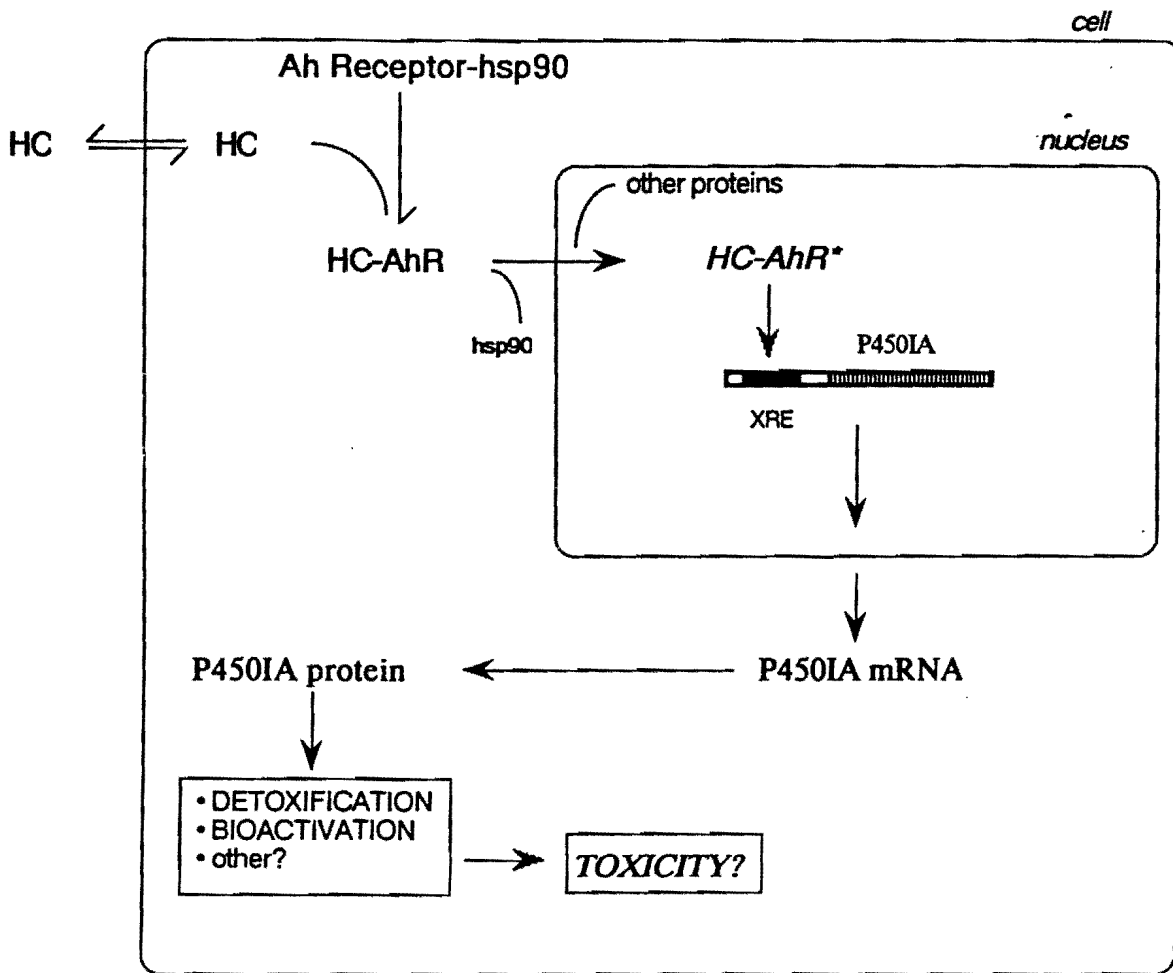 cell
Ah Receptor-hsp90
HC
HC
nucleus
other proteins
HC-AhR
HC-AhR*
hsp90
P450IA
XRE
P450IA protein
P450IA mRNA
• DETOXIFICATION
• BIOACTIVATION
• other?
TOXICITY?